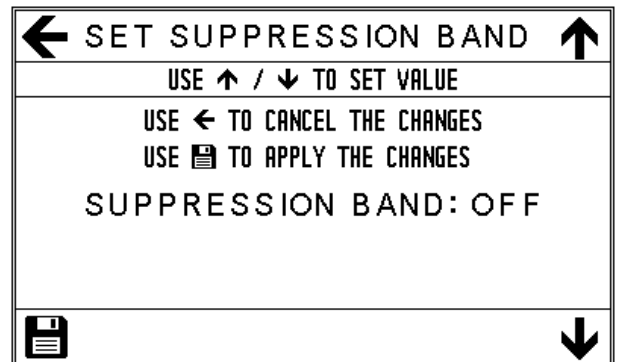 ← SET SUPPRESSION BAND ↑
USE ↑ / ↓ TO SET VALUE
USE ← TO CANCEL THE CHANGES
USE 💾 TO APPLY THE CHANGES
SUPPRESSION BAND: OFF
💾 ↓